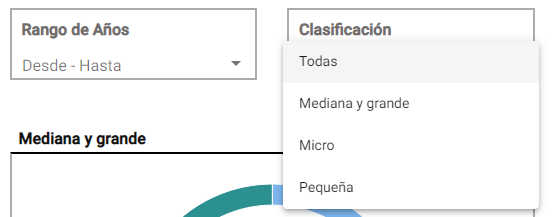 Rango de Años
Desde - Hasta
Clasificación
Todas
Mediana y grande
Micro
Pequeña
Mediana y grande